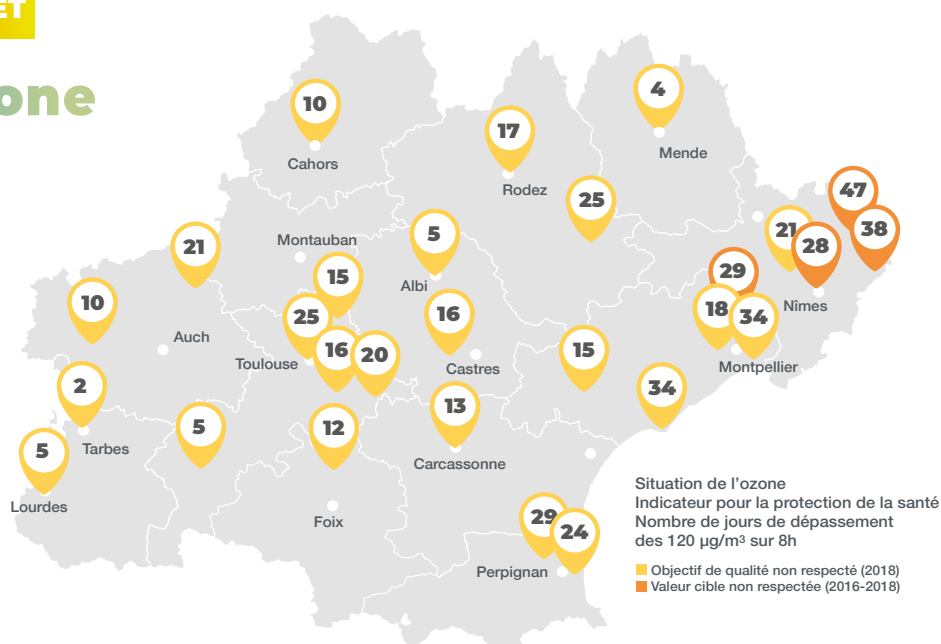 ET
one
10
Cahors
4
Mende
17
Rodez
25
47
38
21
28
Nîmes
21
Montauban
5
Albi
15
29
10
25
16
18
34
Auch
Toulouse
16
20
Castres
15
Montpellier
2
Tarbes
34
5
12
13
Carcassonne
5
Lourdes
Foix
29
24
Perpignan
Situation de l’ozone
Indicateur pour la protection de la santé
Nombre de jours de dépassement
des 120 µg/m³ sur 8h
Objectif de qualité non respecté (2018)
Valeur cible non respectée (2016-2018)